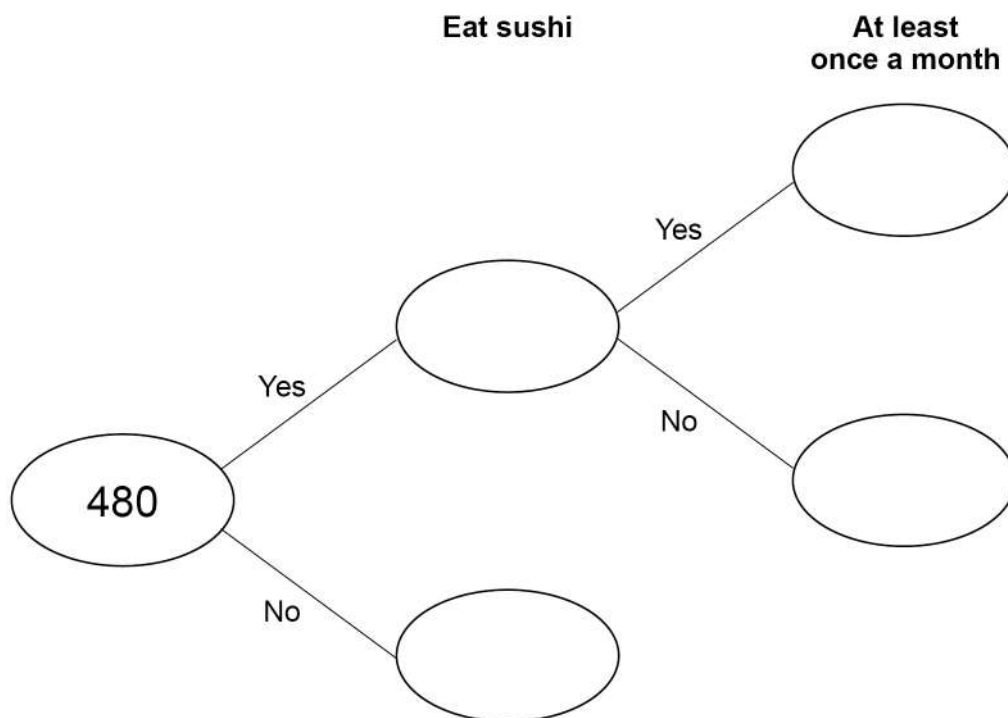 Eat sushi
At least
once a month
Yes
Yes
No
480
No